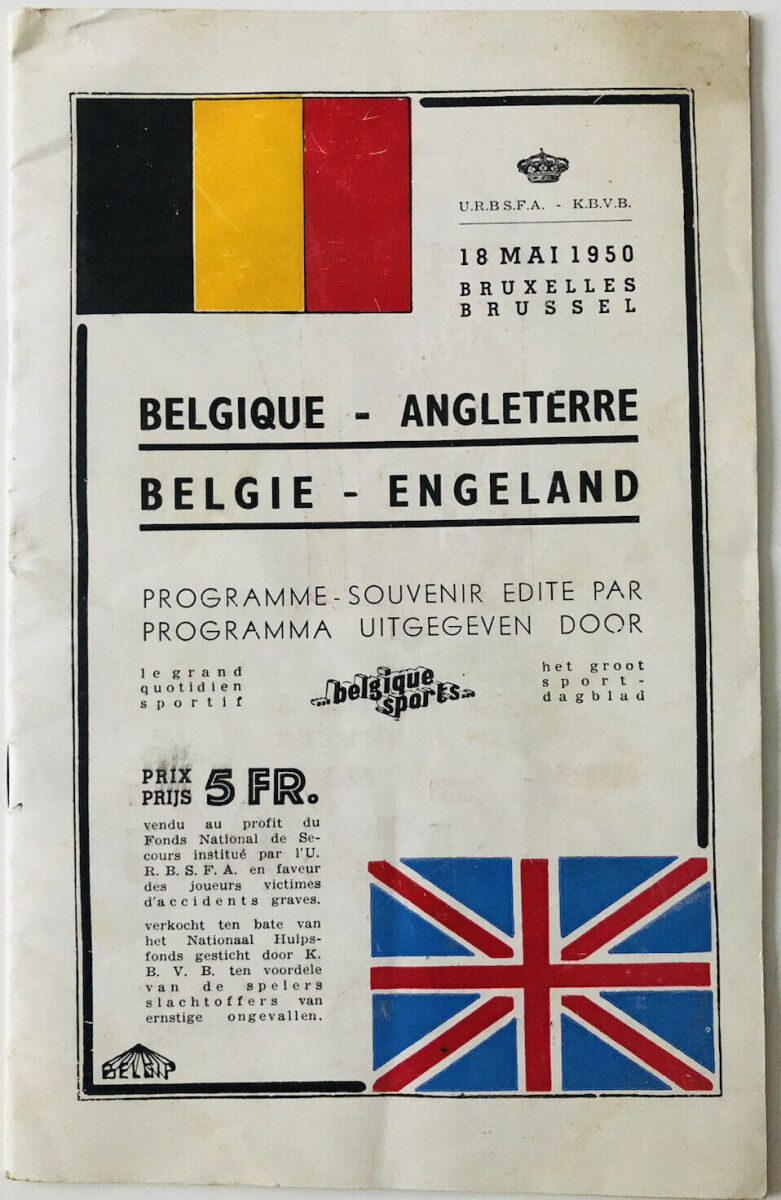 U.R.B S.F.A. - K.B.V.B.
18 MAI 1950
BRUXELLES
BRUSSEL
BELGIQUE - ANGLETERRE
BELGIE - ENGELAND
PROGRAMME-SOUVENIR EDITE PAR
PROGRAMMA UITGEGEVEN DOOR
le grand
quotidien
sportif
belgique
sports
het groot
sport-
dagblad
PRIX
PRIJS
5 FR.
vendu au profit du
Fonds National de Se-
cours institué par l'U.
R. B. S. F. A. en faveur
des joueurs victimes
d'accidents graves.
verkocht ten bate van
het Nationaal Hulps-
fonds gesticht door K.
B. V. B. ten voordele
van de spelers
slachtoffers van
ernstige ongevallen.
BELGIP